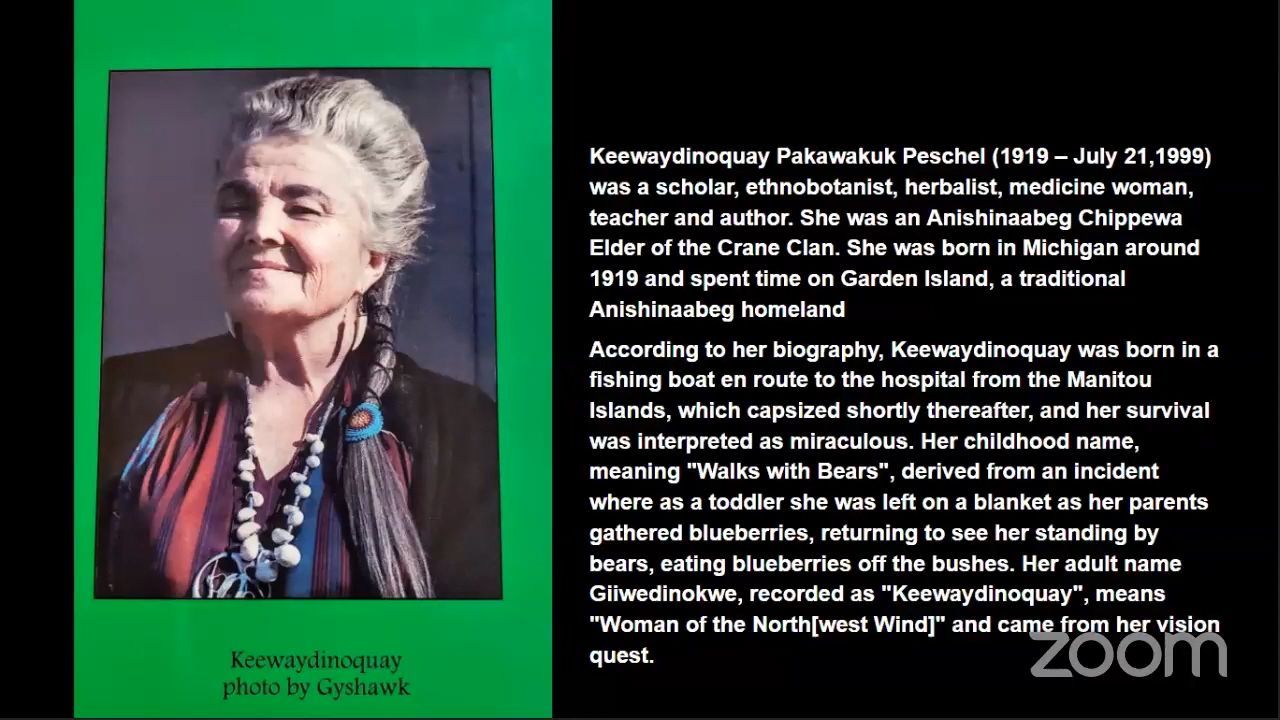 Keewaydinoquay Pakawakuk Peschel (1919 – July 21,1999)
was a scholar, ethnobotanist, herbalist, medicine woman,
teacher and author. She was an Anishinaabeg Chippewa
Elder of the Crane Clan. She was born in Michigan around
1919 and spent time on Garden Island, a traditional
Anishinaabeg homeland
According to her biography, Keewaydinoquay was born in a
fishing boat en route to the hospital from the Manitou
Islands, which capsized shortly thereafter, and her survival
was interpreted as miraculous. Her childhood name,
meaning "Walks with Bears", derived from an incident
where as a toddler she was left on a blanket as her parents
gathered blueberries, returning to see her standing by
bears, eating blueberries off the bushes. Her adult name
Giiwedinokwe, recorded as "Keewaydinoquay", means
"Woman of the North[west Wind]" and came from her vision
quest.
Keewaydinoquay
photo by Gyshawk
zoom